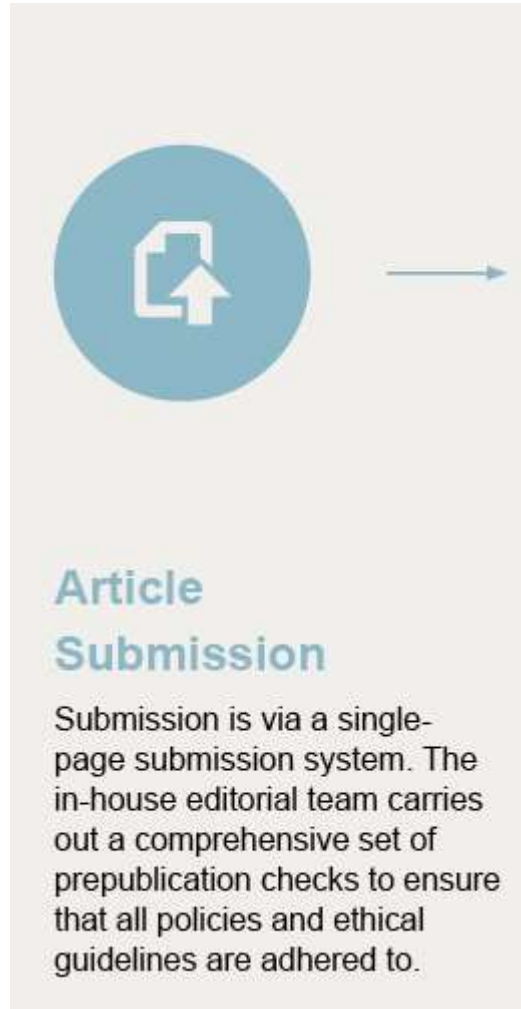 Article
Submission
Submission is via a single-
page submission system. The
in-house editorial team carries
out a comprehensive set of
prepublication checks to ensure
that all policies and ethical
guidelines are adhered to.